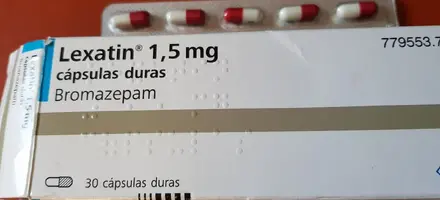 Lexatin® 1,5 mg
779553.7
cápsulas duras
Bromazepam
30 cápsulas duras